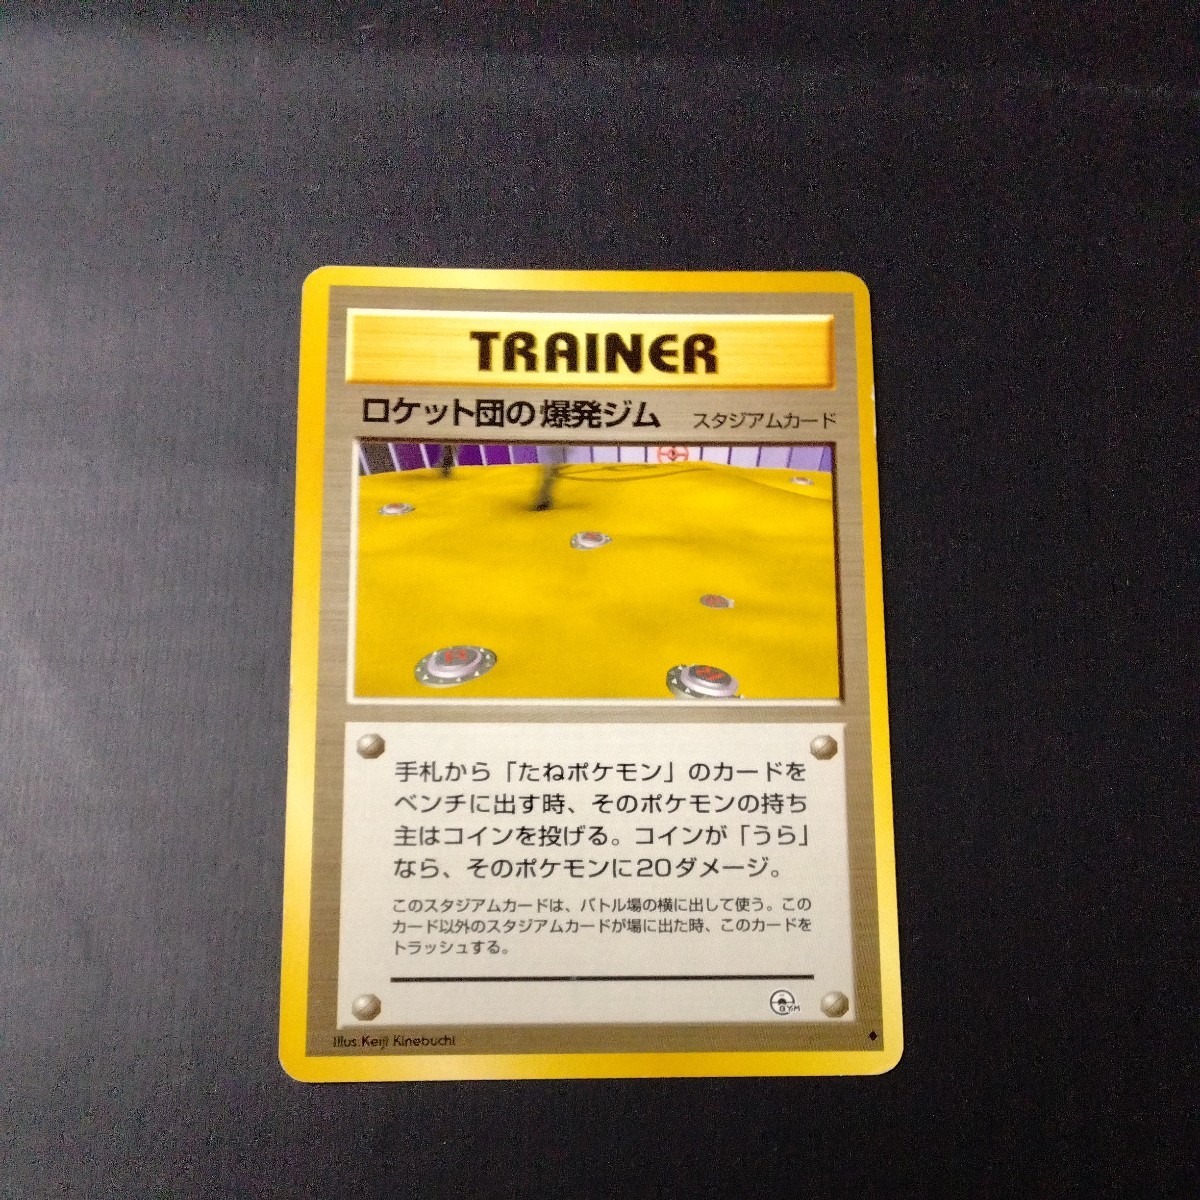 TRAINER
ロケット団の爆発ジム スタジアムカード
手札から「たねポケモン」のカードを
ベンチに出す時、そのポケモンの持ち
主はコインを投げる。コインが「うら」
なら、そのポケモンに20ダメージ。
このスタジアムカードは、バトル場の横に出して使う。この
カード以外のスタジアムカードが場に出た時、このカードを
トラッシュする。
GYM
Illus. Keiji Kinebuchi